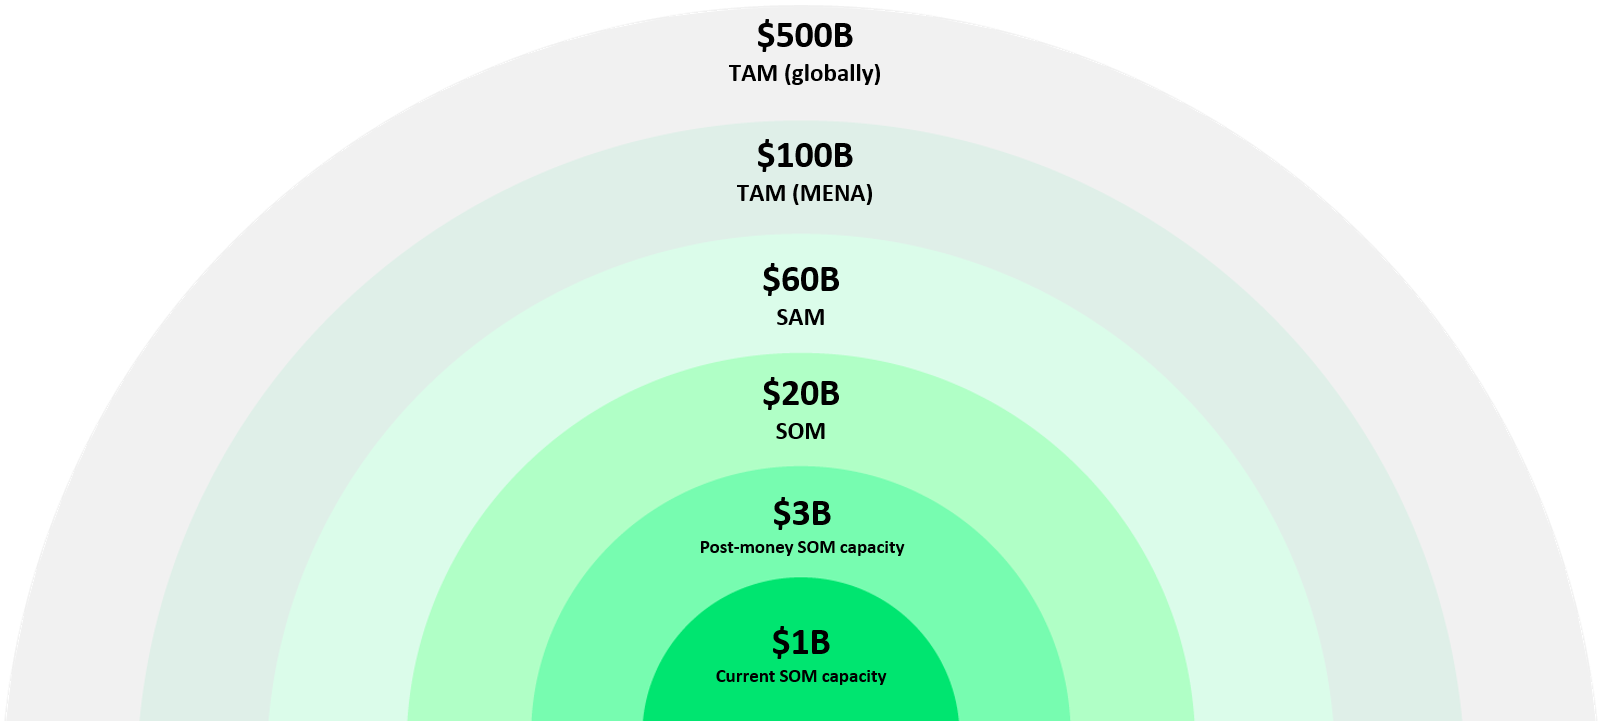 $500B
TAM (globally)
$100B
TAM (MENA)
$60B
SAM
$20B
SOM
$3B
Post-money SOM capacity
$1B
Current SOM capacity